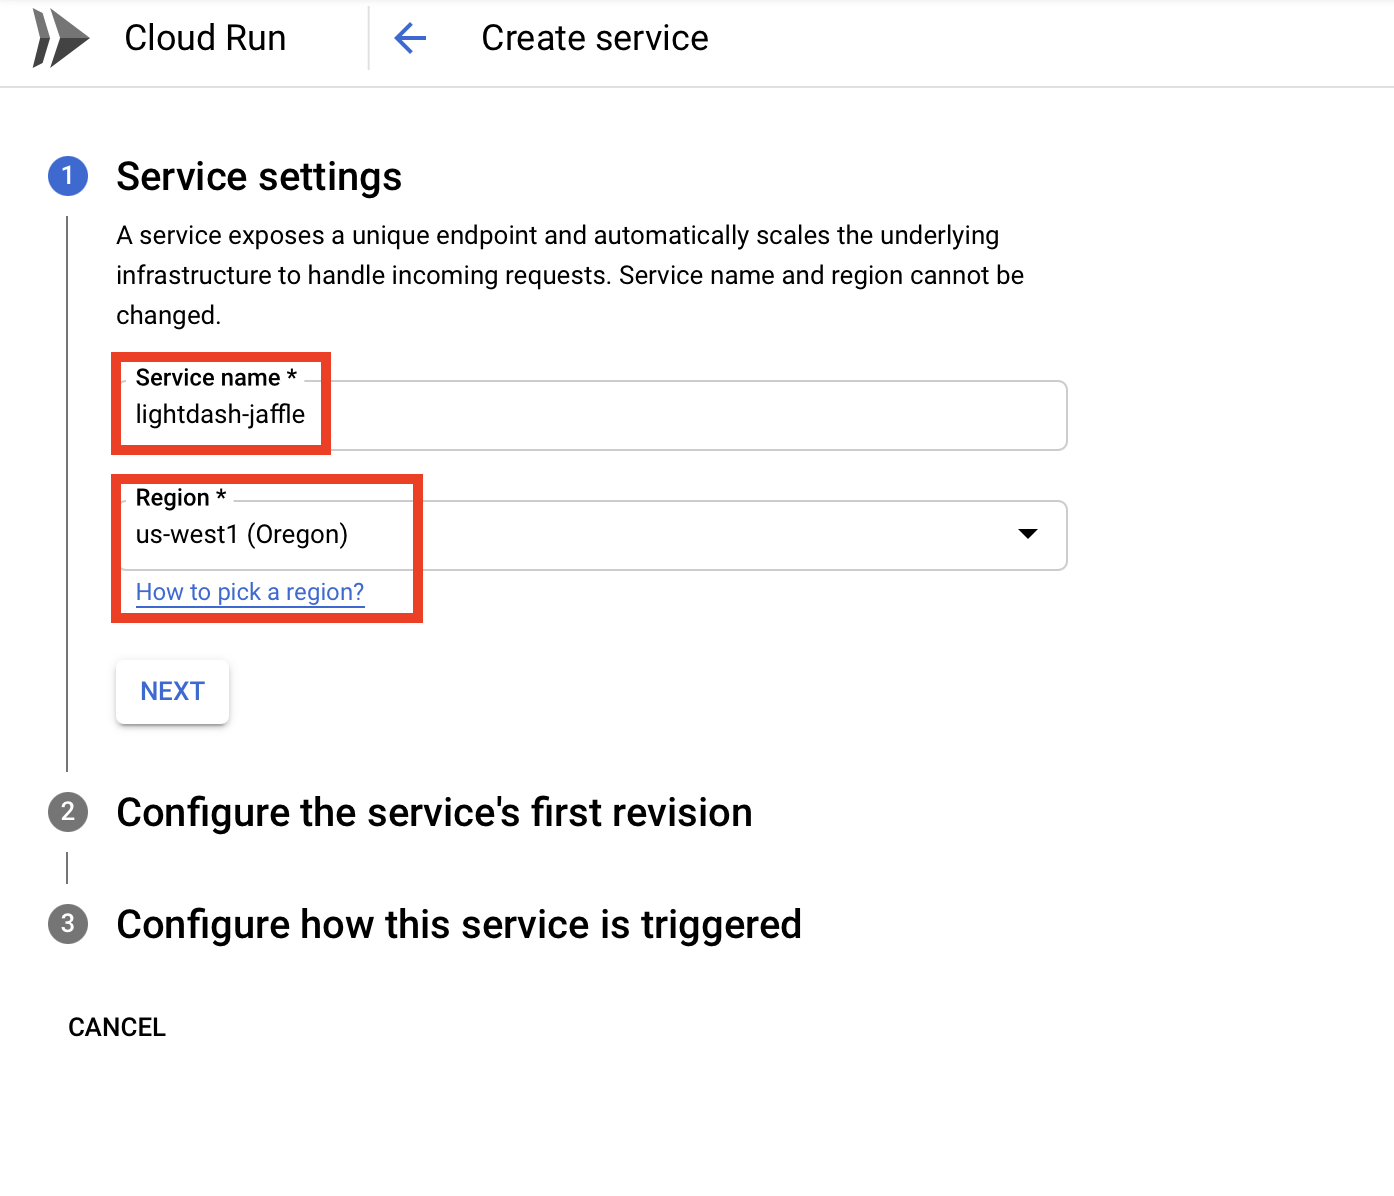 Cloud Run
Create service
1
Service settings
A service exposes a unique endpoint and automatically scales the underlying
infrastructure to handle incoming requests. Service name and region cannot be
changed.
Service name *
lightdash-jaffle
Region *
us-west1 (Oregon)
How to pick a region?
NEXT
2
Configure the service's first revision
3
Configure how this service is triggered
CANCEL